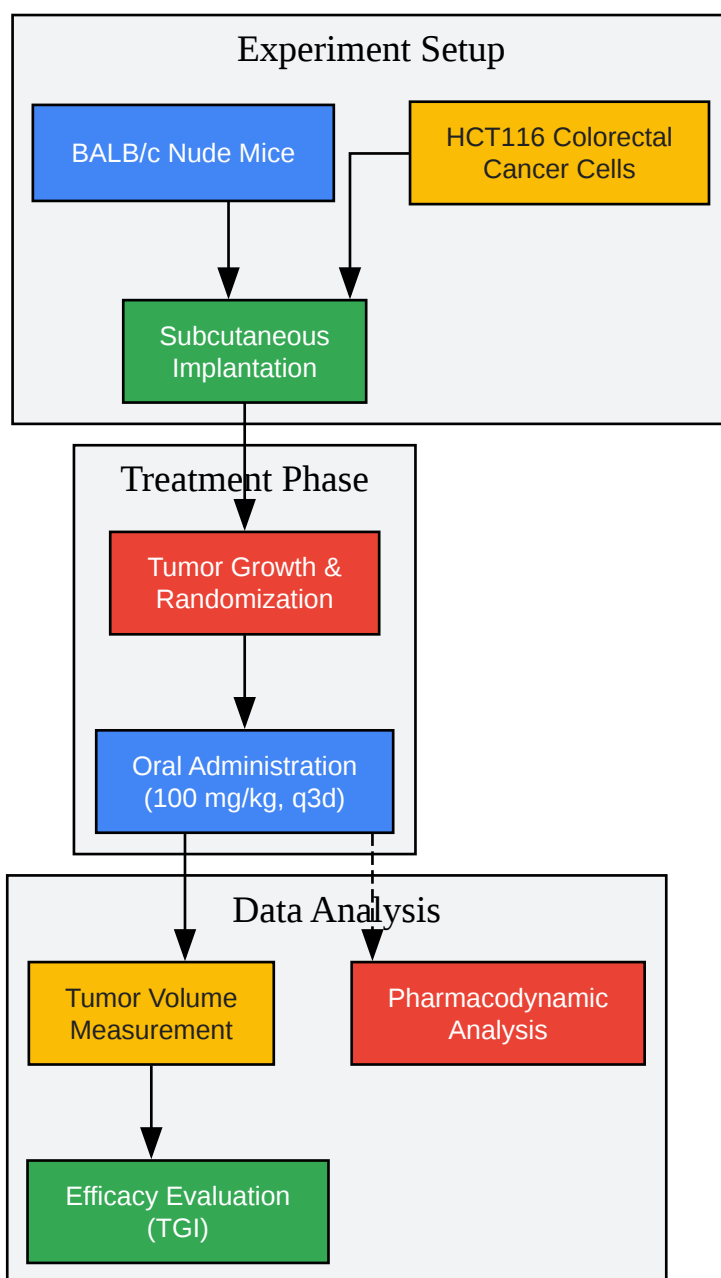 Experiment Setup
BALB/c Nude Mice
HCT116 Colorectal
Cancer Cells
Subcutaneous
Implantation
Treatment Phase
Tumor Growth &
Randomization
Oral Administration
(100 mg/kg, q3d)
Data Analysis
Tumor Volume
Measurement
Pharmacodynamic
Analysis
Efficacy Evaluation
(TGI)